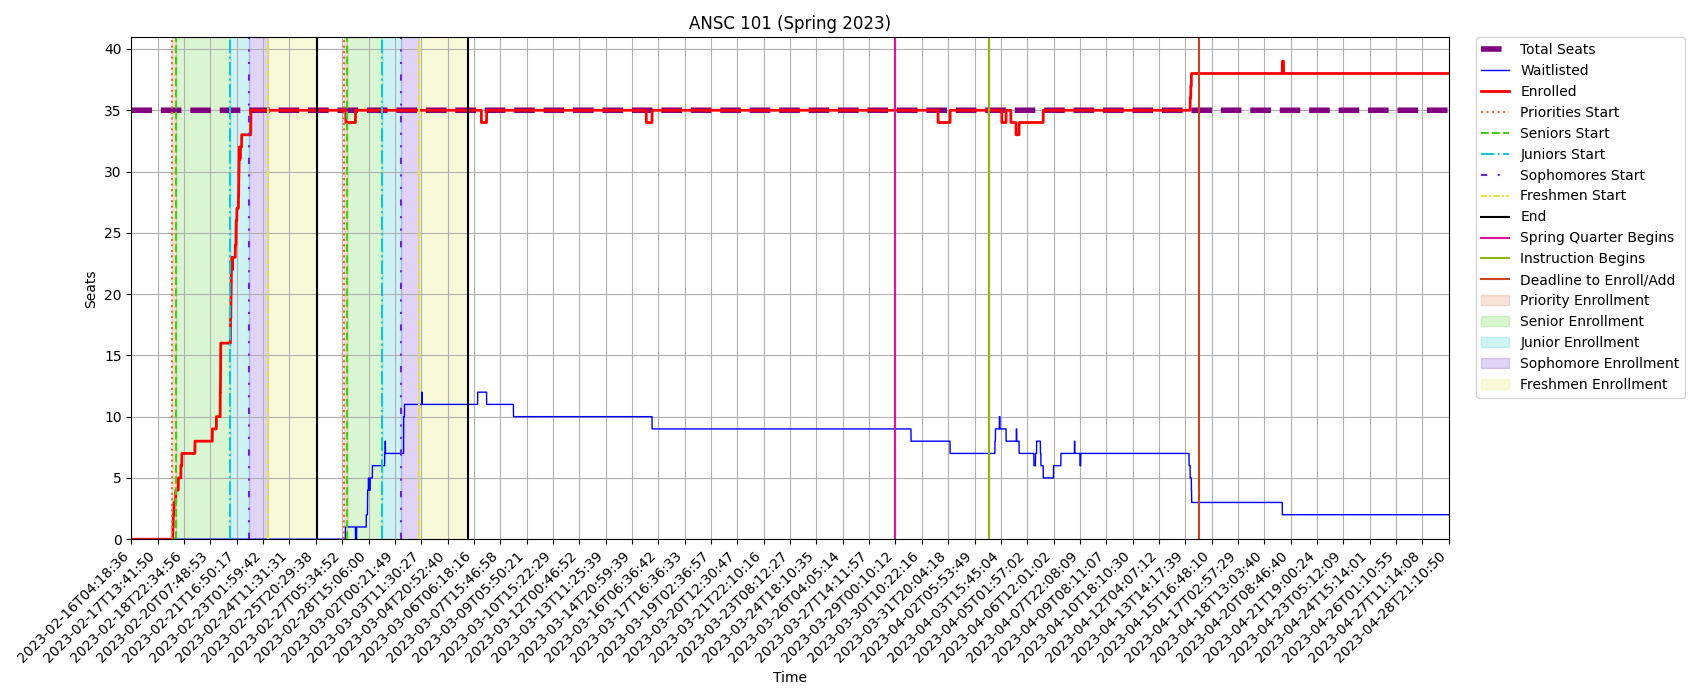 ANSC 101 (Spring 2023)
40
35
30
25
20
15
10
5
0
Seats
2023-02-16T04:18:36
2023-02-17T13:41:50
2023-02-18T22:34:56
2023-02-20T07:48:53
2023-02-21T16:50:17
2023-02-23T01:59:42
2023-02-24T11:31:31
2023-02-25T20:29:38
2023-02-27T05:34:52
2023-02-28T15:06:00
2023-03-02T00:21:49
2023-03-03T11:30:27
2023-03-04T20:52:40
2023-03-06T06:18:16
2023-03-07T15:46:58
2023-03-09T05:50:21
2023-03-10T15:22:29
2023-03-12T00:46:52
2023-03-13T11:25:39
2023-03-14T20:59:39
2023-03-16T06:36:42
2023-03-17T16:36:33
2023-03-19T02:36:57
2023-03-20T12:30:47
2023-03-21T22:10:16
2023-03-23T08:12:27
2023-03-24T18:10:35
2023-03-26T04:05:14
2023-03-27T14:11:57
2023-03-29T00:10:12
2023-03-30T10:22:16
2023-03-31T20:04:18
2023-04-02T05:53:49
2023-04-03T15:45:04
2023-04-05T01:57:02
2023-04-06T12:01:02
2023-04-07T22:08:09
2023-04-09T08:11:07
2023-04-10T18:10:30
2023-04-12T04:07:12
2023-04-13T14:17:39
2023-04-15T16:48:10
2023-04-17T02:57:29
2023-04-18T13:03:40
2023-04-20T08:46:40
2023-04-21T19:00:24
2023-04-23T05:12:09
2023-04-24T15:14:01
2023-04-26T01:10:55
2023-04-27T11:14:08
2023-04-28T21:10:50
Time
Total Seats
Waitlisted
Enrolled
Priorities Start
Seniors Start
Juniors Start
Sophomores Start
Freshmen Start
End
Spring Quarter Begins
Instruction Begins
Deadline to Enroll/Add
Priority Enrollment
Senior Enrollment
Junior Enrollment
Sophomore Enrollment
Freshmen Enrollment